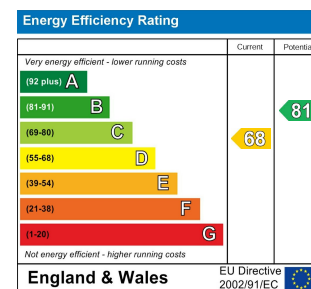 Energy Efficiency Rating
Current Potentia
Very energy efficient - lower running costs
(92 plus) A
(81-91) B
81
(69-80) C
68
(55-68) D
(39-54) E
(21-38) F
(1-20) G
Not energy efficient - higher running costs
England & Wales
EU Directive
2002/91/EC